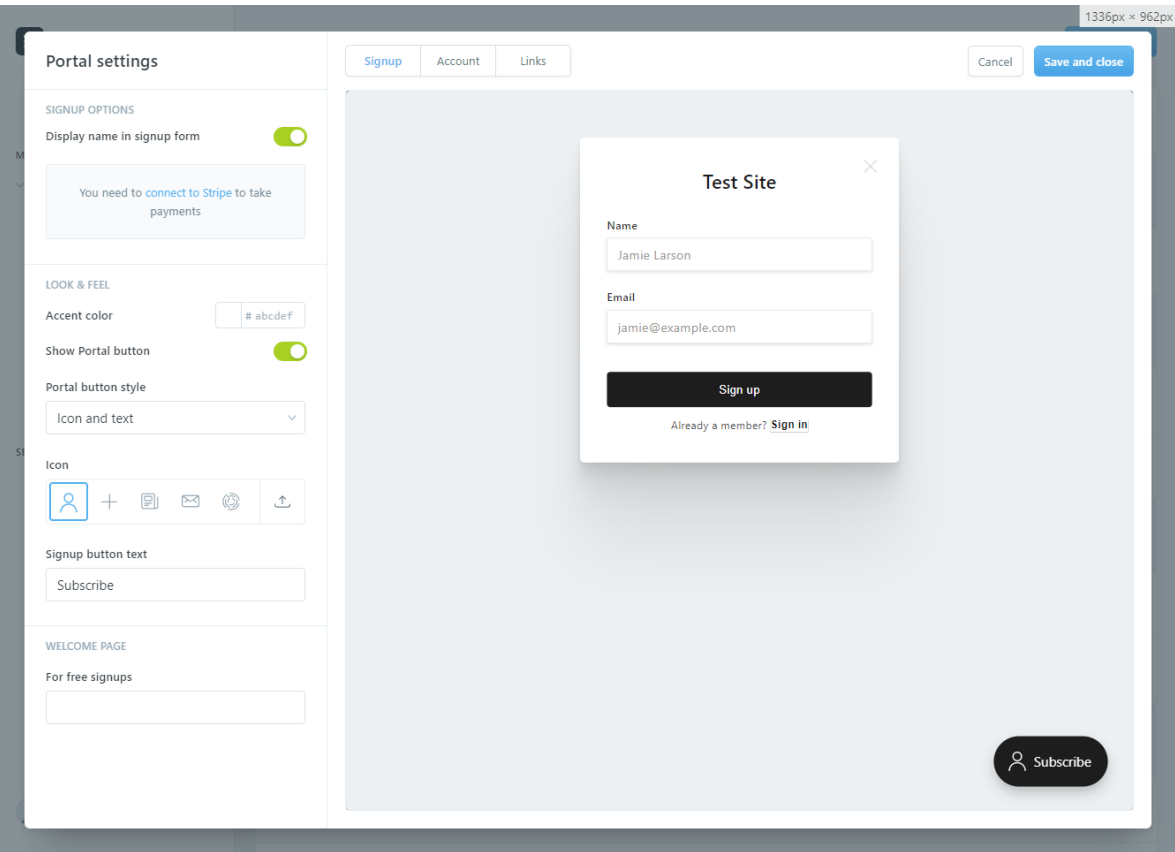 1336px × 962px
Portal settings
Signup
Account
Links
Cancel
Save and close
SIGNUP OPTIONS
Display name in signup form
You need to connect to Stripe to take
payments
LOOK & FEEL
Accent color
# abcdef
Show Portal button
Portal button style
Icon and text
Icon
Signup button text
Subscribe
WELCOME PAGE
For free signups
Test Site
Name
Jamie Larson
Email
jamie@example.com
Sign up
Already a member? Sign in
Subscribe